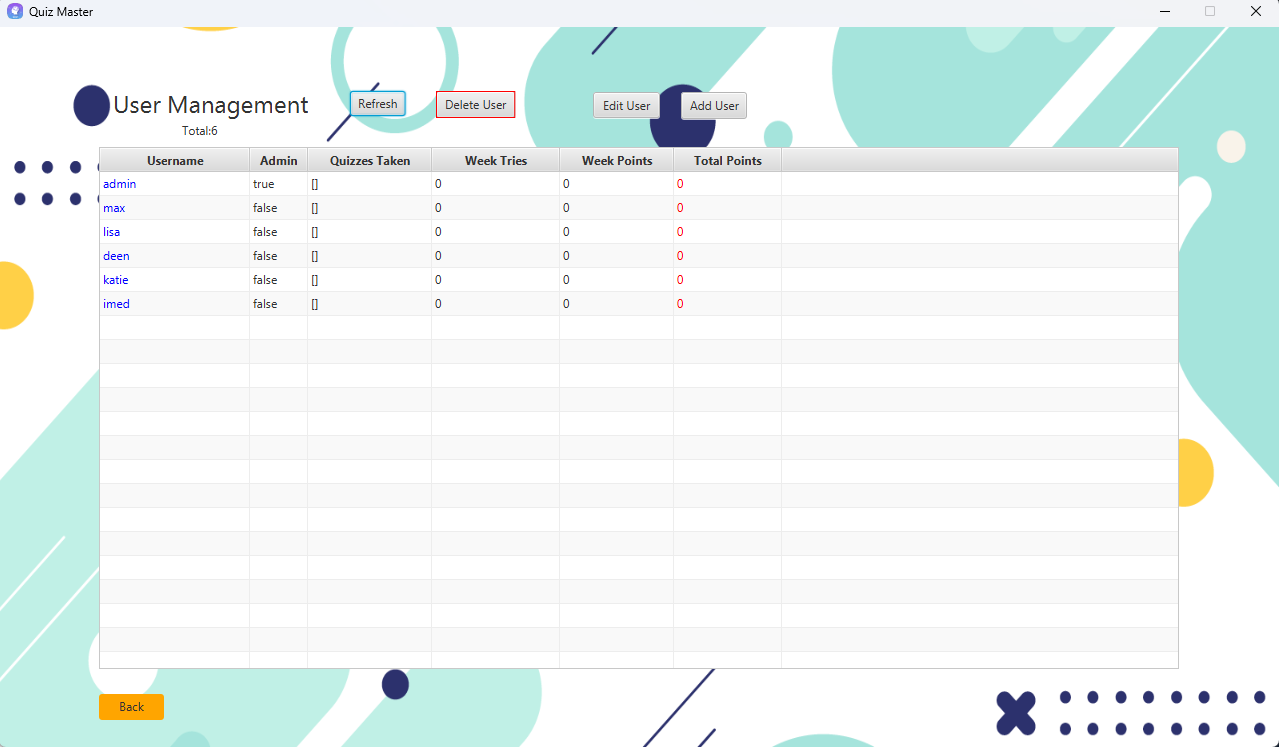 Quiz Master
User Management Refresh Delete User Edit User Add User
Total:6
Username Admin Quizzes Taken Week Tries Week Points Total Points
admin true [] 0 0 0
max false [] 0 0 0
lisa false [] 0 0 0
deen false [] 0 0 0
katie false [] 0 0 0
imed false [] 0 0 0
Back